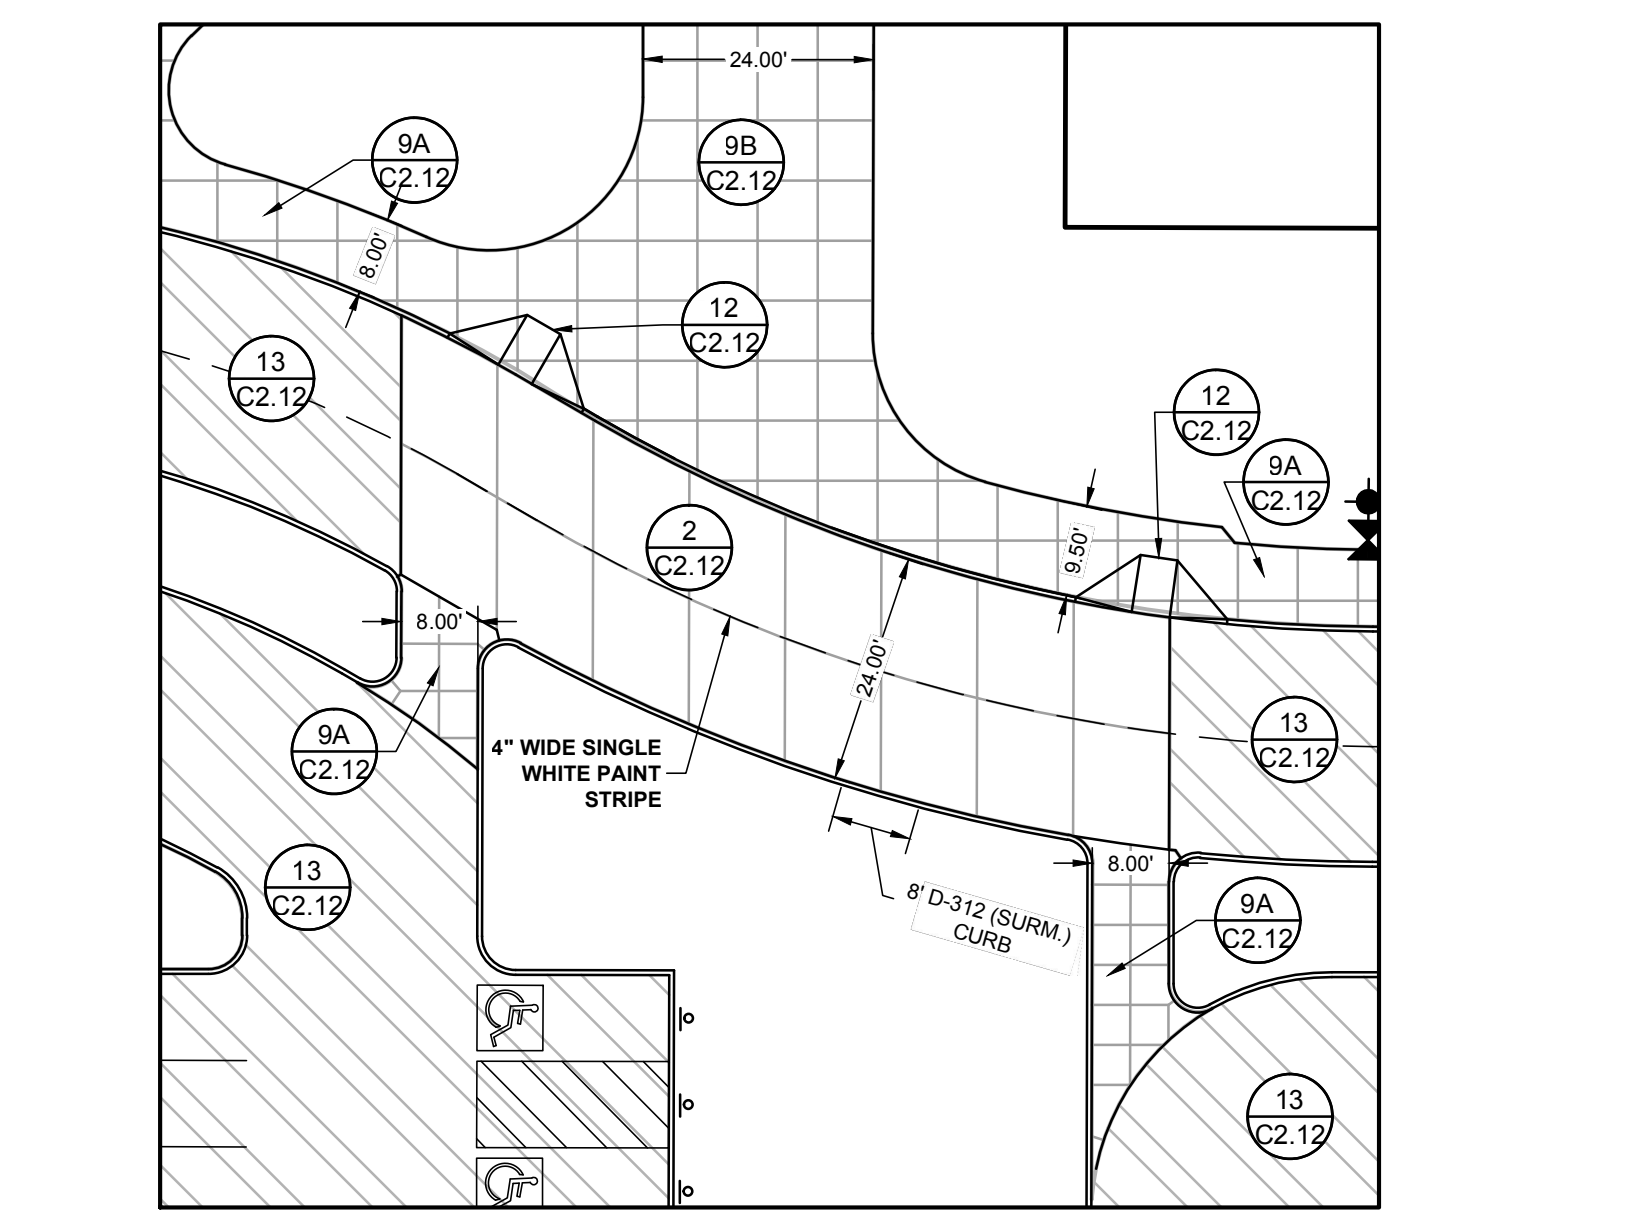 24.00'
9A
C2.12
9B
C2.12
8.00'
12
C2.12
13
C2.12
12
C2.12
9A
C2.12
2
C2.12
9.50'
8.00'
24.00'
9A
C2.12
4" WIDE SINGLE
WHITE PAINT
STRIPE
13
C2.12
13
C2.12
8.00'
8' D-312 (SURM.)
CURB
9A
C2.12
13
C2.12